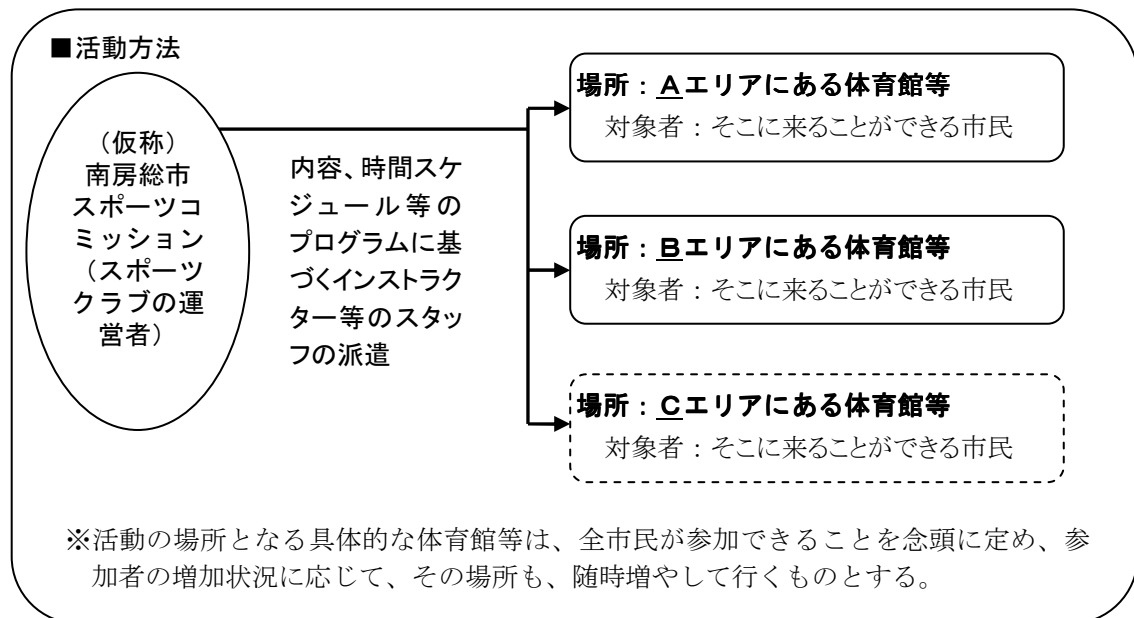 ■活動方法
(仮称)
南房総市
スポーツコ
ミッション
(スポーツ
クラブの運
営者)
内容、時間スケ
ジュール等の
プログラムに基
づくインストラク
ター等のスタッ
フの派遣
場所：Aエリアにある体育館等
対象者：そこに来ることができる市民
場所：Bエリアにある体育館等
対象者：そこに来ることができる市民
場所：Cエリアにある体育館等
対象者：そこに来ることができる市民
※活動の場所となる具体的な体育館等は、全市民が参加できることを念頭に定め、参
加者の増加状況に応じて、その場所も、随時増やして行くものとする。